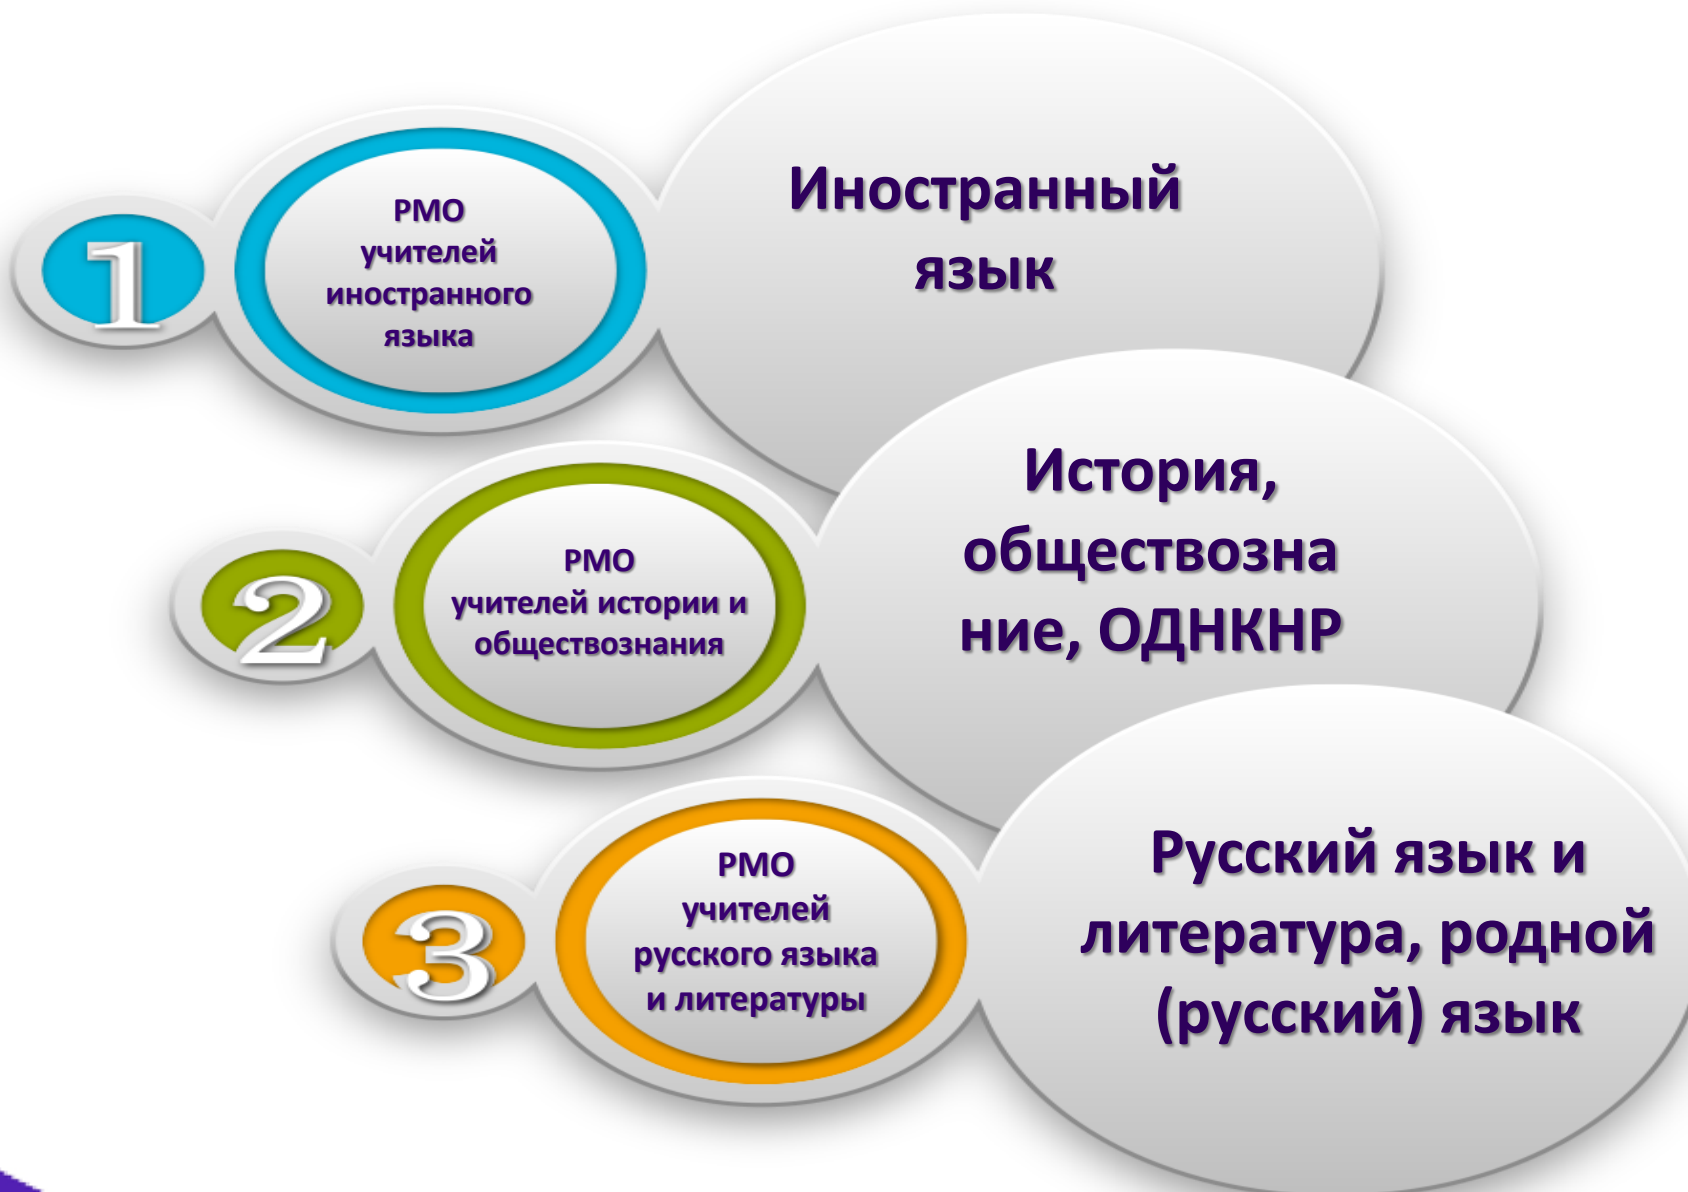 1
РМО
учителей
иностранного
языка
Иностранный
язык
2
РМО
учителей истории и
обществознания
История,
обществозна
ние, ОДНКНР
3
РМО
учителей
русского языка
и литературы
Русский язык и
литература, родной
(русский) язык